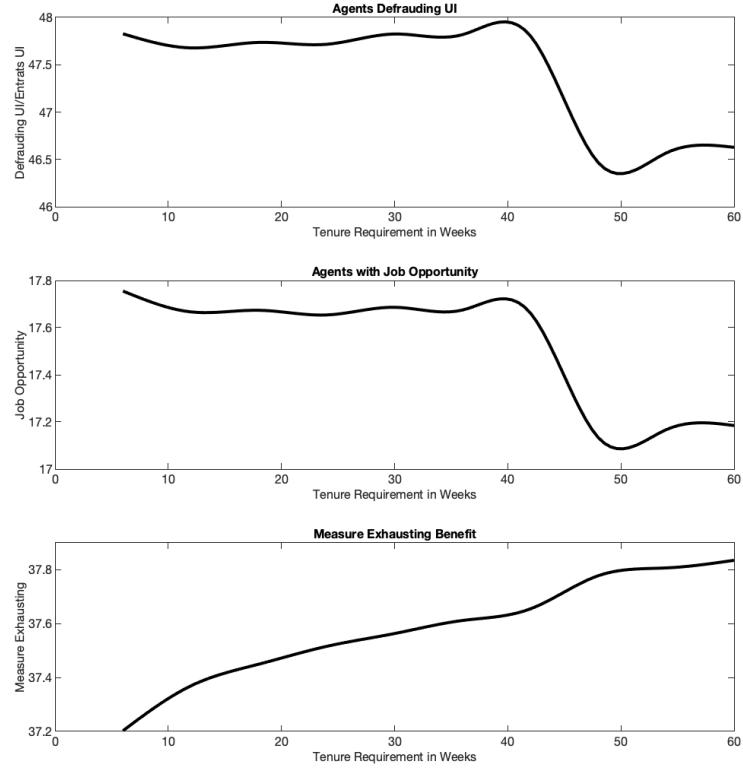 Agents Defrauding UI
48
47.5
47
46.5
46
Defrauding UI/Entrats UI
0 10 20 30 40 50 60
Tenure Requirement in Weeks
Agents with Job Opportunity
17.8
17.6
17.4
17.2
17
Job Opportunity
0 10 20 30 40 50 60
Tenure Requirement in Weeks
Measure Exhausting Benefit
37.8
37.6
37.4
37.2
Measure Exhausting
0 10 20 30 40 50 60
Tenure Requirement in Weeks